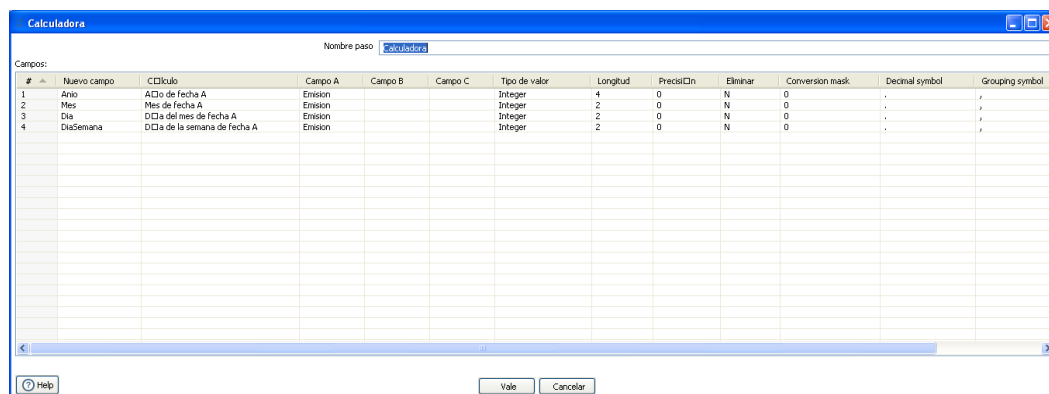 Calculadora
Nombre paso Calculadora
Campos:
# Nuevo campo C□lculo Campo A Campo B Campo C Tipo de valor Longitud Precisi□n Eliminar Conversion mask Decimal symbol Grouping symbol
1 Anio A□o de fecha A Emision Integer 4 0 N 0 . ,
2 Mes Mes de fecha A Emision Integer 2 0 N 0 . ,
3 Dia D□a del mes de fecha A Emision Integer 2 0 N 0 . ,
4 DiaSemana D□a de la semana de fecha A Emision Integer 2 0 N 0 . ,
Help Vale Cancelar